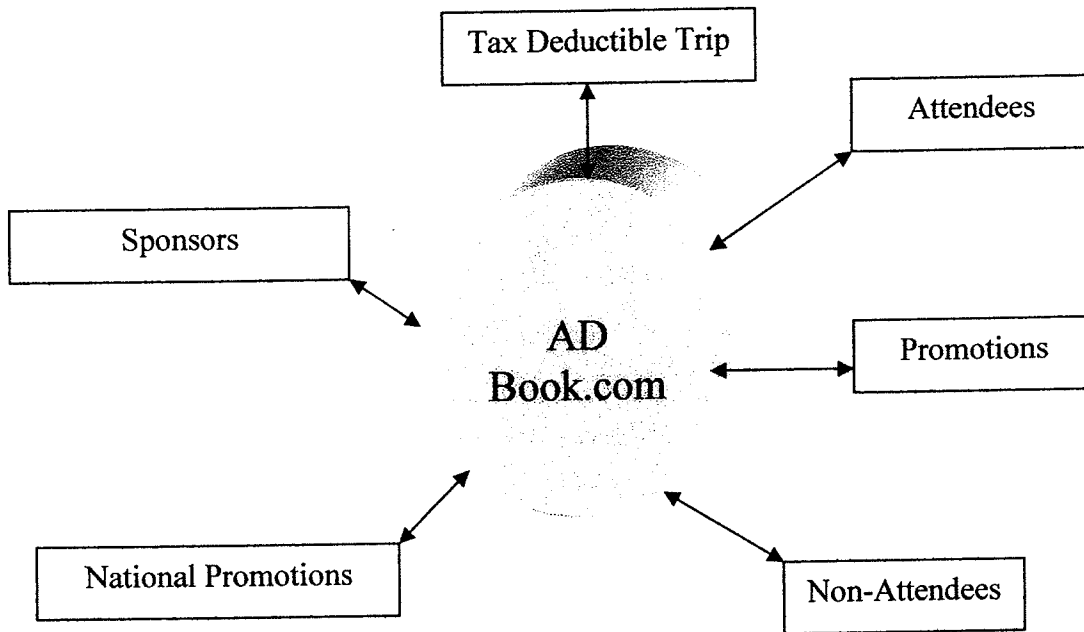 Tax Deductible Trip
Attendees
Sponsors
AD
Book.com
Promotions
National Promotions
Non-Attendees